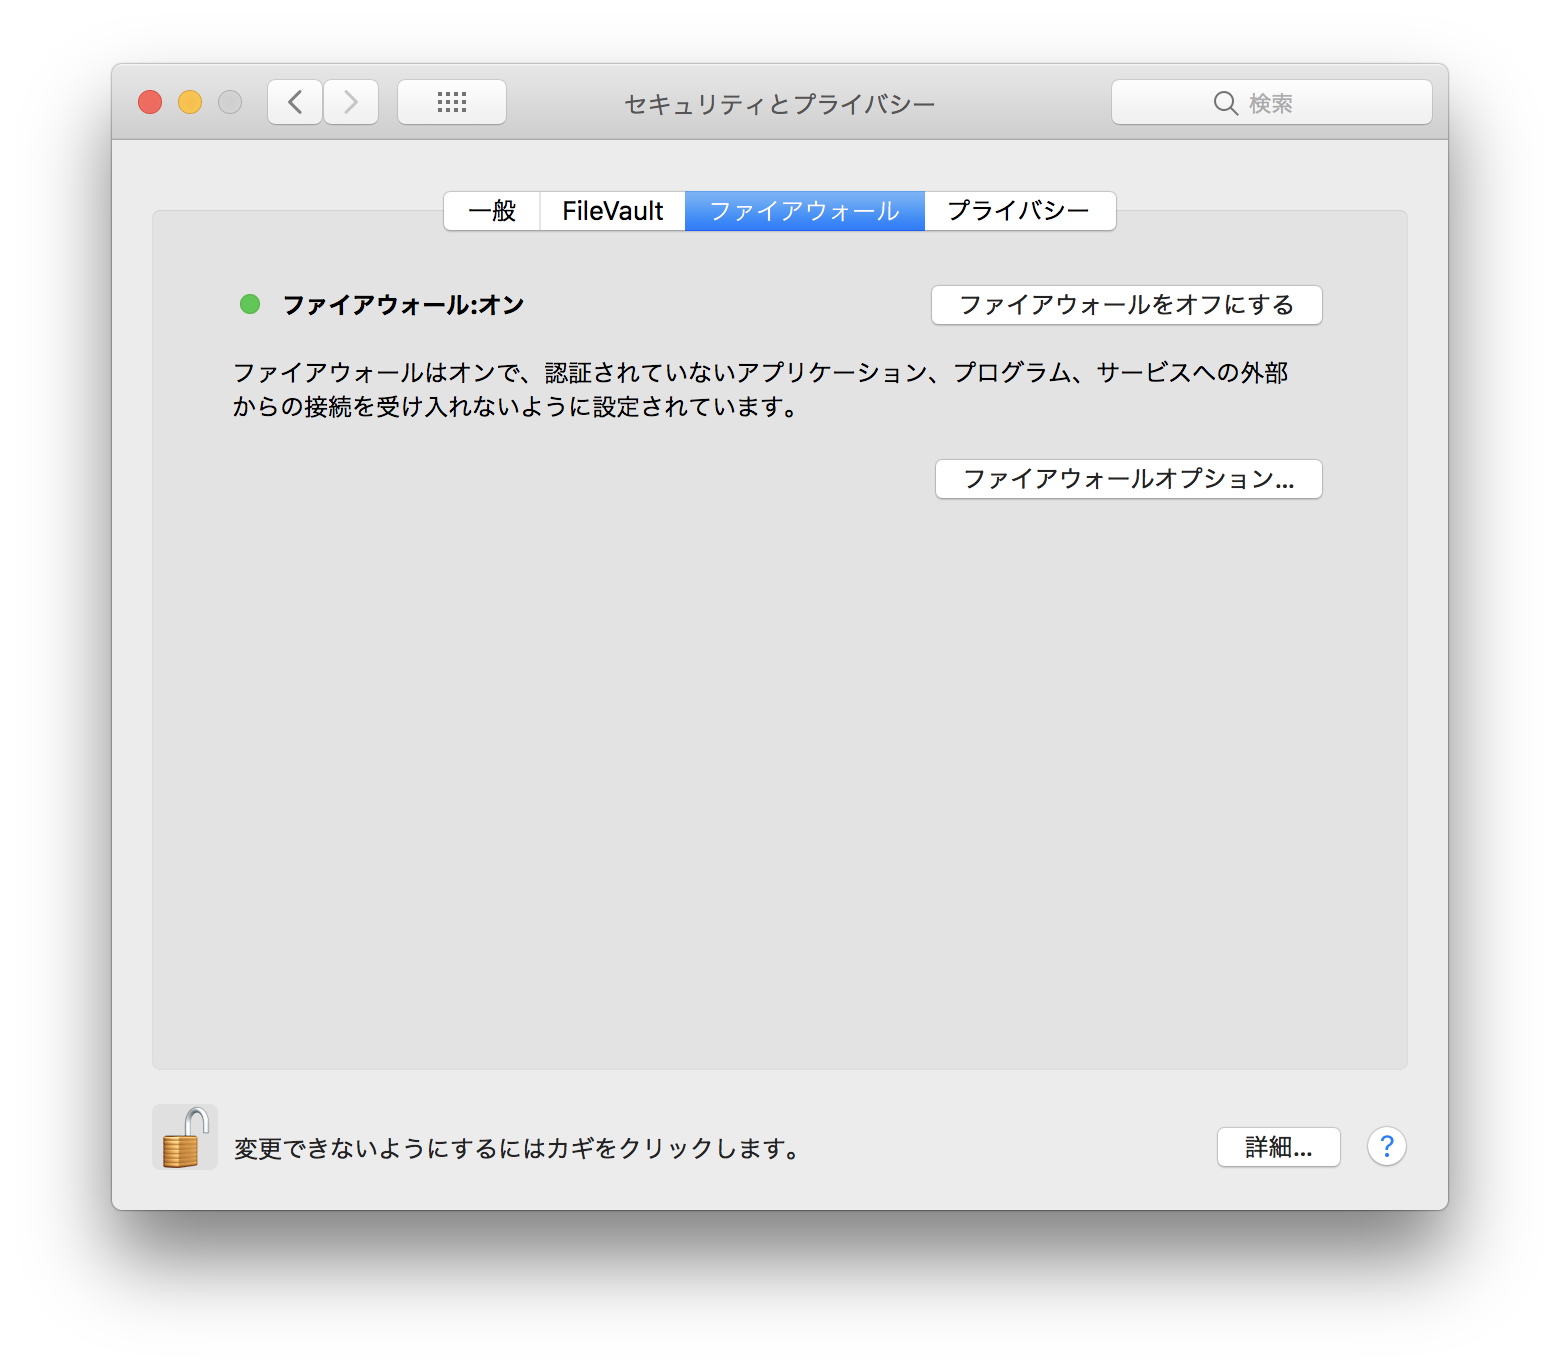 セキュリティとプライバシー
検索
一般
FileVault
ファイアウォール
プライバシー
ファイアウォール:オン
ファイアウォールをオフにする
ファイアウォールはオンで、認証されていないアプリケーション、プログラム、サービスへの外部
からの接続を受け入れないように設定されています。
ファイアウォールオプション...
変更できないようにするにはカギをクリックします。
詳細...
?